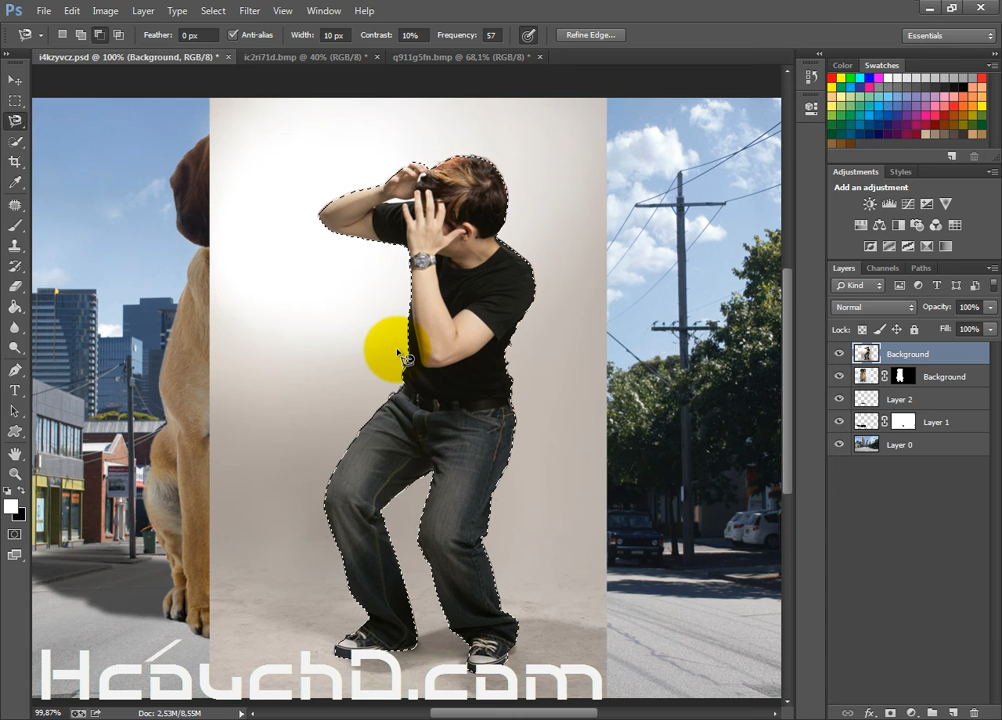 Ps File Edit Image Layer Type Select Filter View Window Help
Feather: 0 px Anti-alias Width: 10 px Contrast: 10% Frequency: 57 Refine Edge... Essentials
i4kzyvcz.psd @ 100% (Background, RGB/8) * × ic2ri71d.bmp @ 40% (RGB/8) * × q911g5fn.bmp @ 68,1% (RGB/8) * ×
Color Swatches
Adjustments Styles
Add an adjustment
Layers Channels Paths
Kind
Normal Opacity: 100%
Lock: Fill: 100%
Background
Background
Layer 2
Layer 1
Layer 0
HcouchD.com
99,87% Doc: 2,53M/8,55M